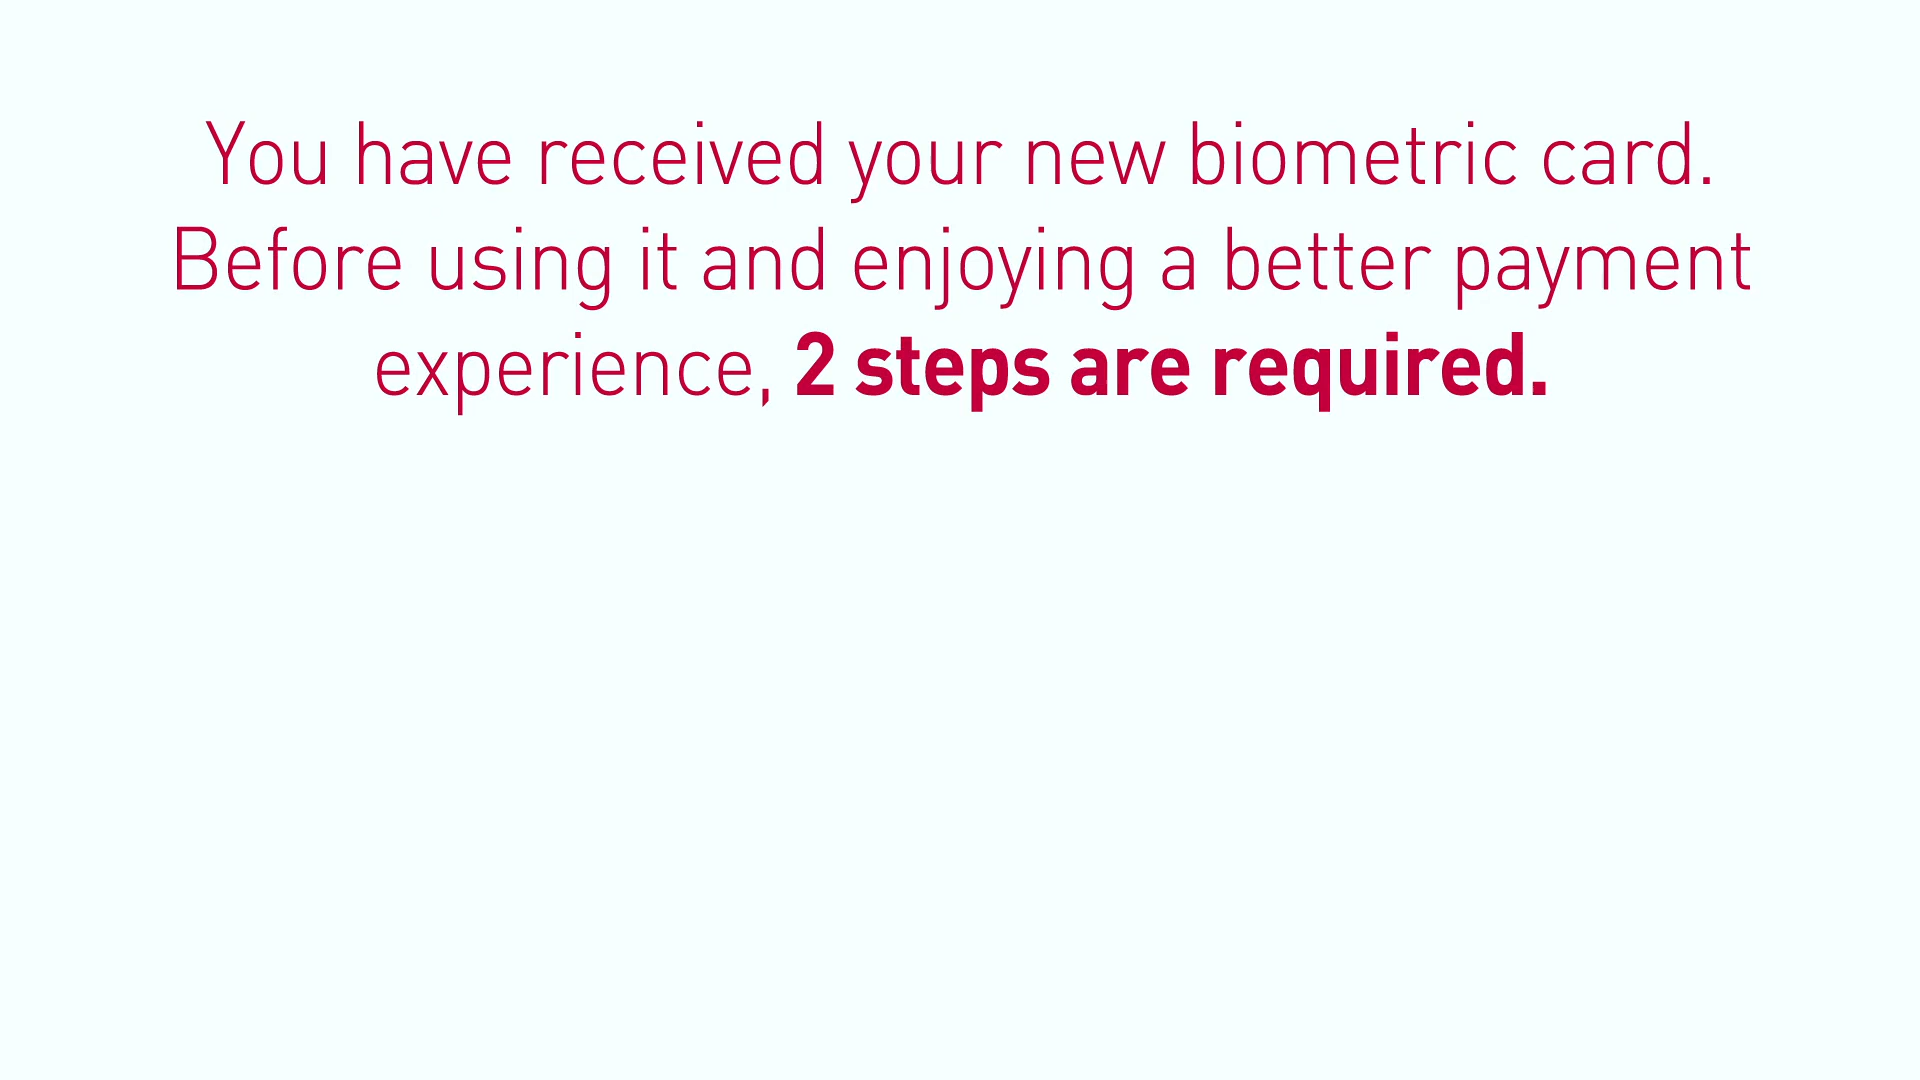 You have received your new biometric card.
Before using it and enjoying a better payment
experience, 2 steps are required.